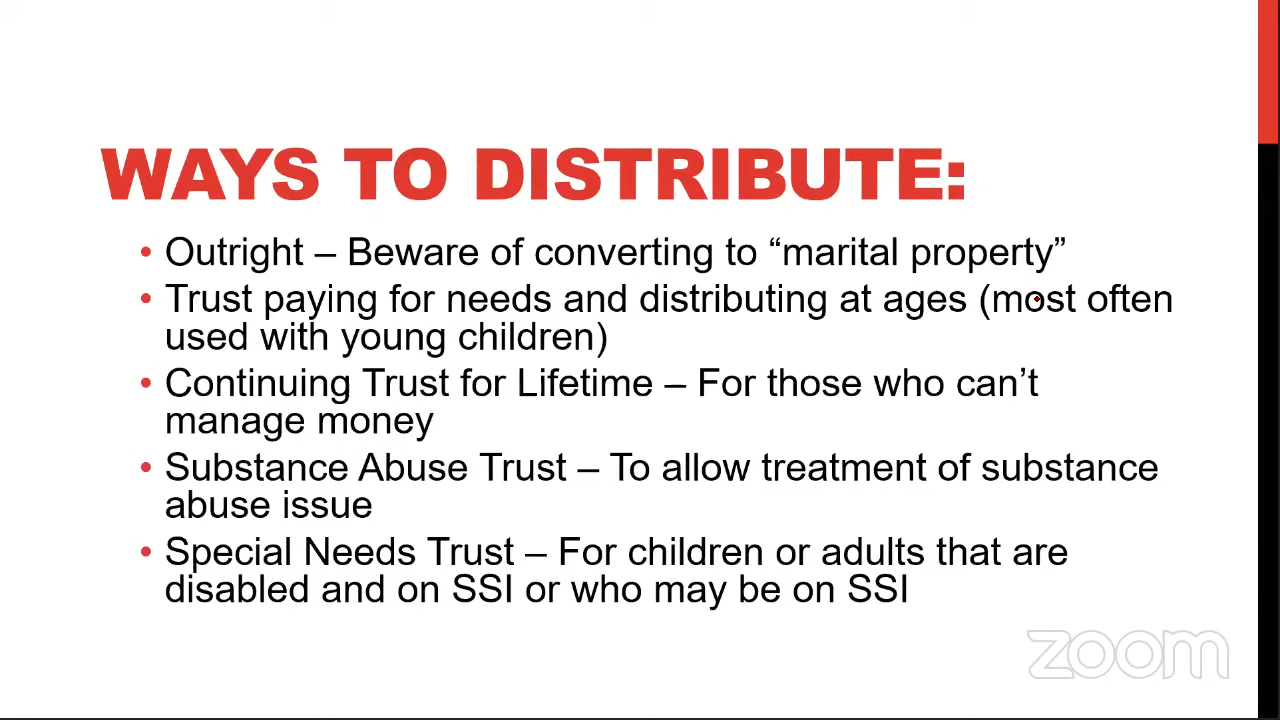 WAYS TO DISTRIBUTE:
• Outright – Beware of converting to “marital property”
• Trust paying for needs and distributing at ages (most often
used with young children)
• Continuing Trust for Lifetime – For those who can’t
manage money
• Substance Abuse Trust – To allow treatment of substance
abuse issue
• Special Needs Trust – For children or adults that are
disabled and on SSI or who may be on SSI
zoom